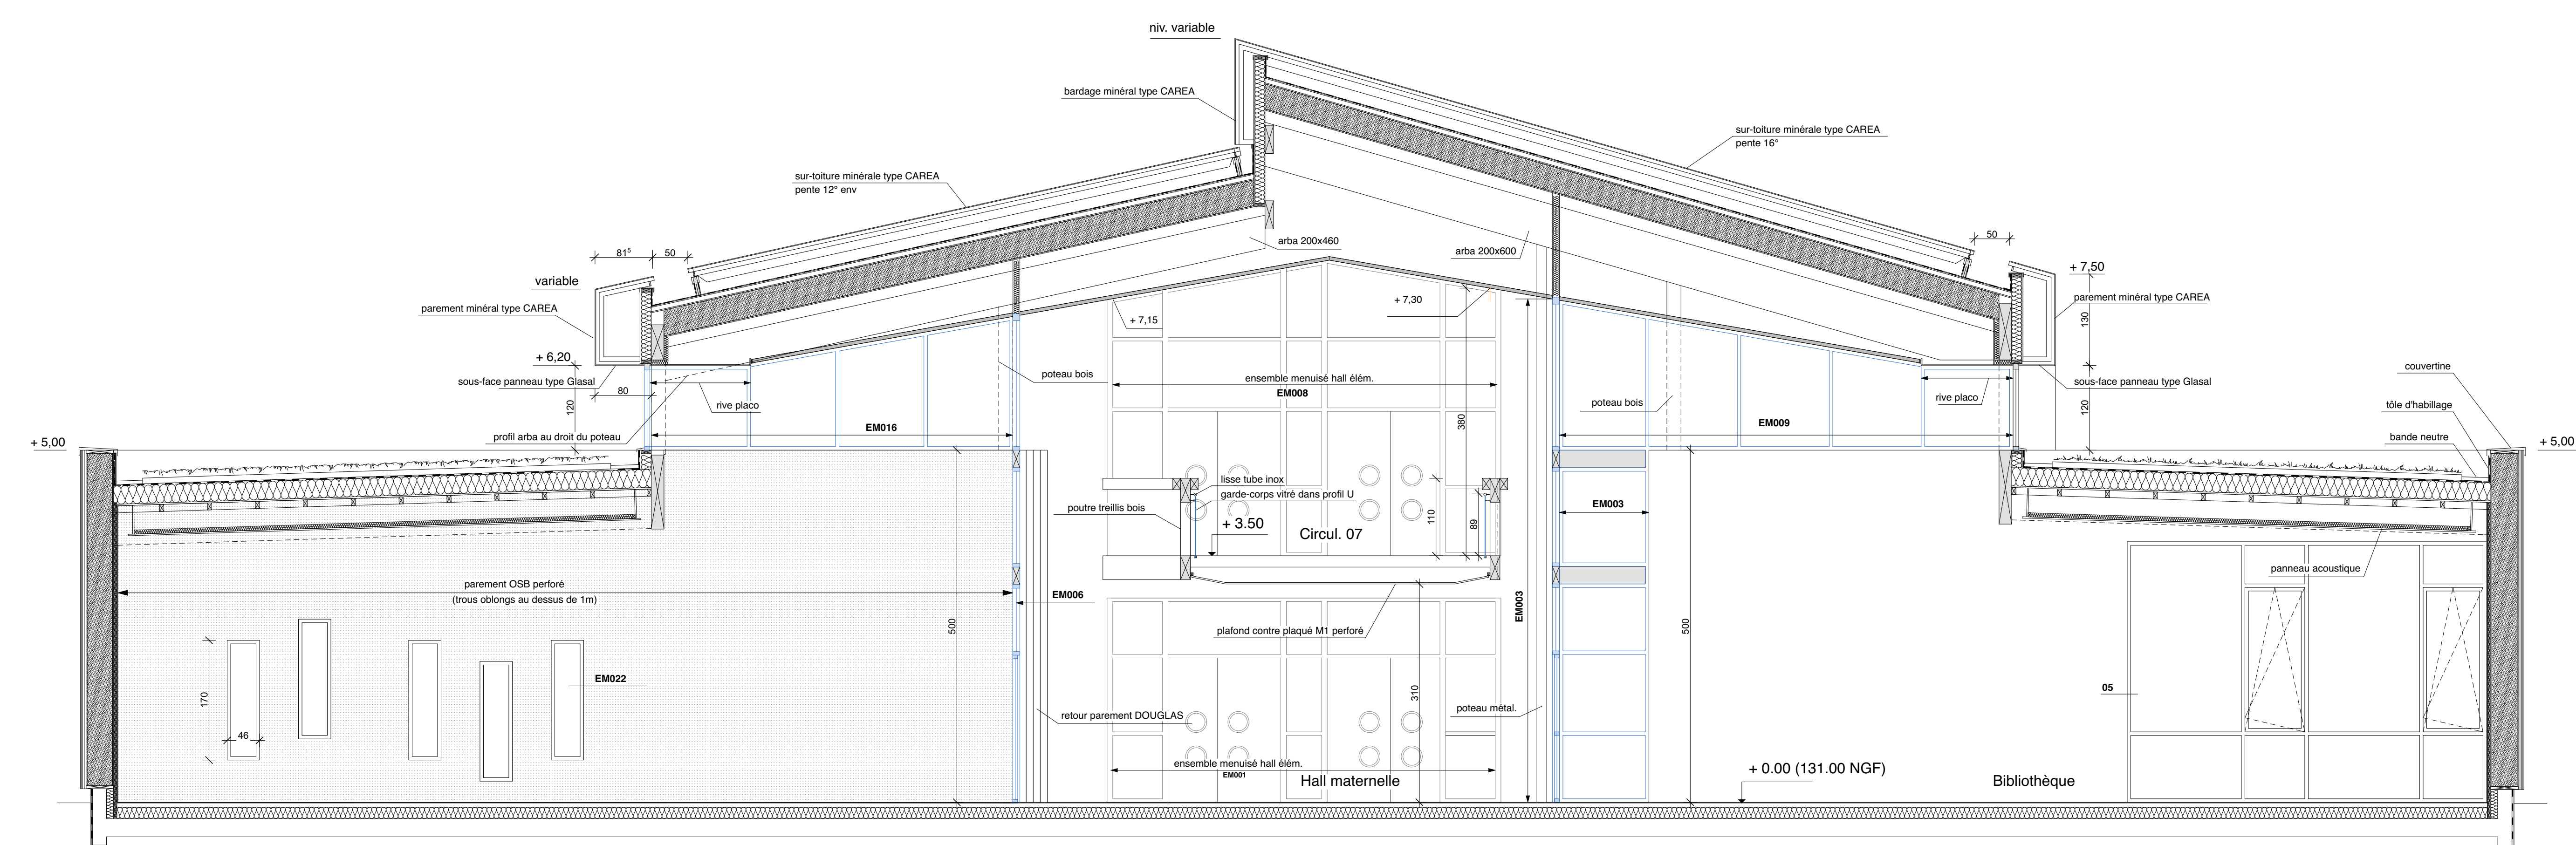 niv. variable
bardage minéral type CAREA
sur-toiture minérale type CAREA
pente 16°
sur-toiture minérale type CAREA
pente 12° env
81⁵
50
50
arba 200x460
arba 200x600
variable
+ 7,50
parement minéral type CAREA
parement minéral type CAREA
+ 7,30
+ 7,15
130
+ 6,20
sous-face panneau type Glasal
80
120
poteau bois
ensemble menuisé hall élém.
EM008
380
poteau bois
rive placo
rive placo
sous-face panneau type Glasal
120
couvertine
tôle d'habillage
bande neutre
profil arba au droit du poteau
EM016
EM009
+ 5,00
+ 5,00
lisse tube inox
garde-corps vitré dans profil U
poutre treillis bois
+ 3.50
Circul. 07
110
89
EM003
panneau acoustique
parement OSB perforé
(trous oblongs au dessus de 1m)
EM006
EM003
500
500
plafond contre plaqué M1 perforé
310
170
46
EM022
05
retour parement DOUGLAS
poteau métal.
ensemble menuisé hall élém.
EM001
Hall maternelle
+ 0.00 (131.00 NGF)
Bibliothèque